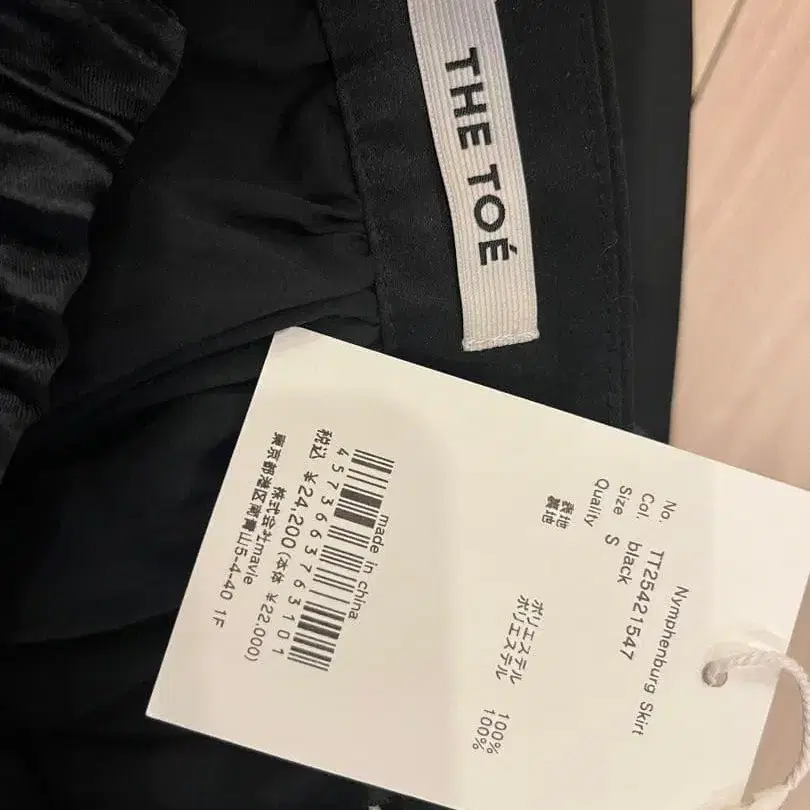 THE TOÉ
Nymphenburg Skirt
No. TT25421547
Col. black
Size S
Quality
表地 ポリエステル 100%
裏地 ポリエステル 100%
made in china
4573663763101
税込 ¥24,200(本体 ¥22,000)
株式会社mavie
東京都港区南青山5-4-40 1F